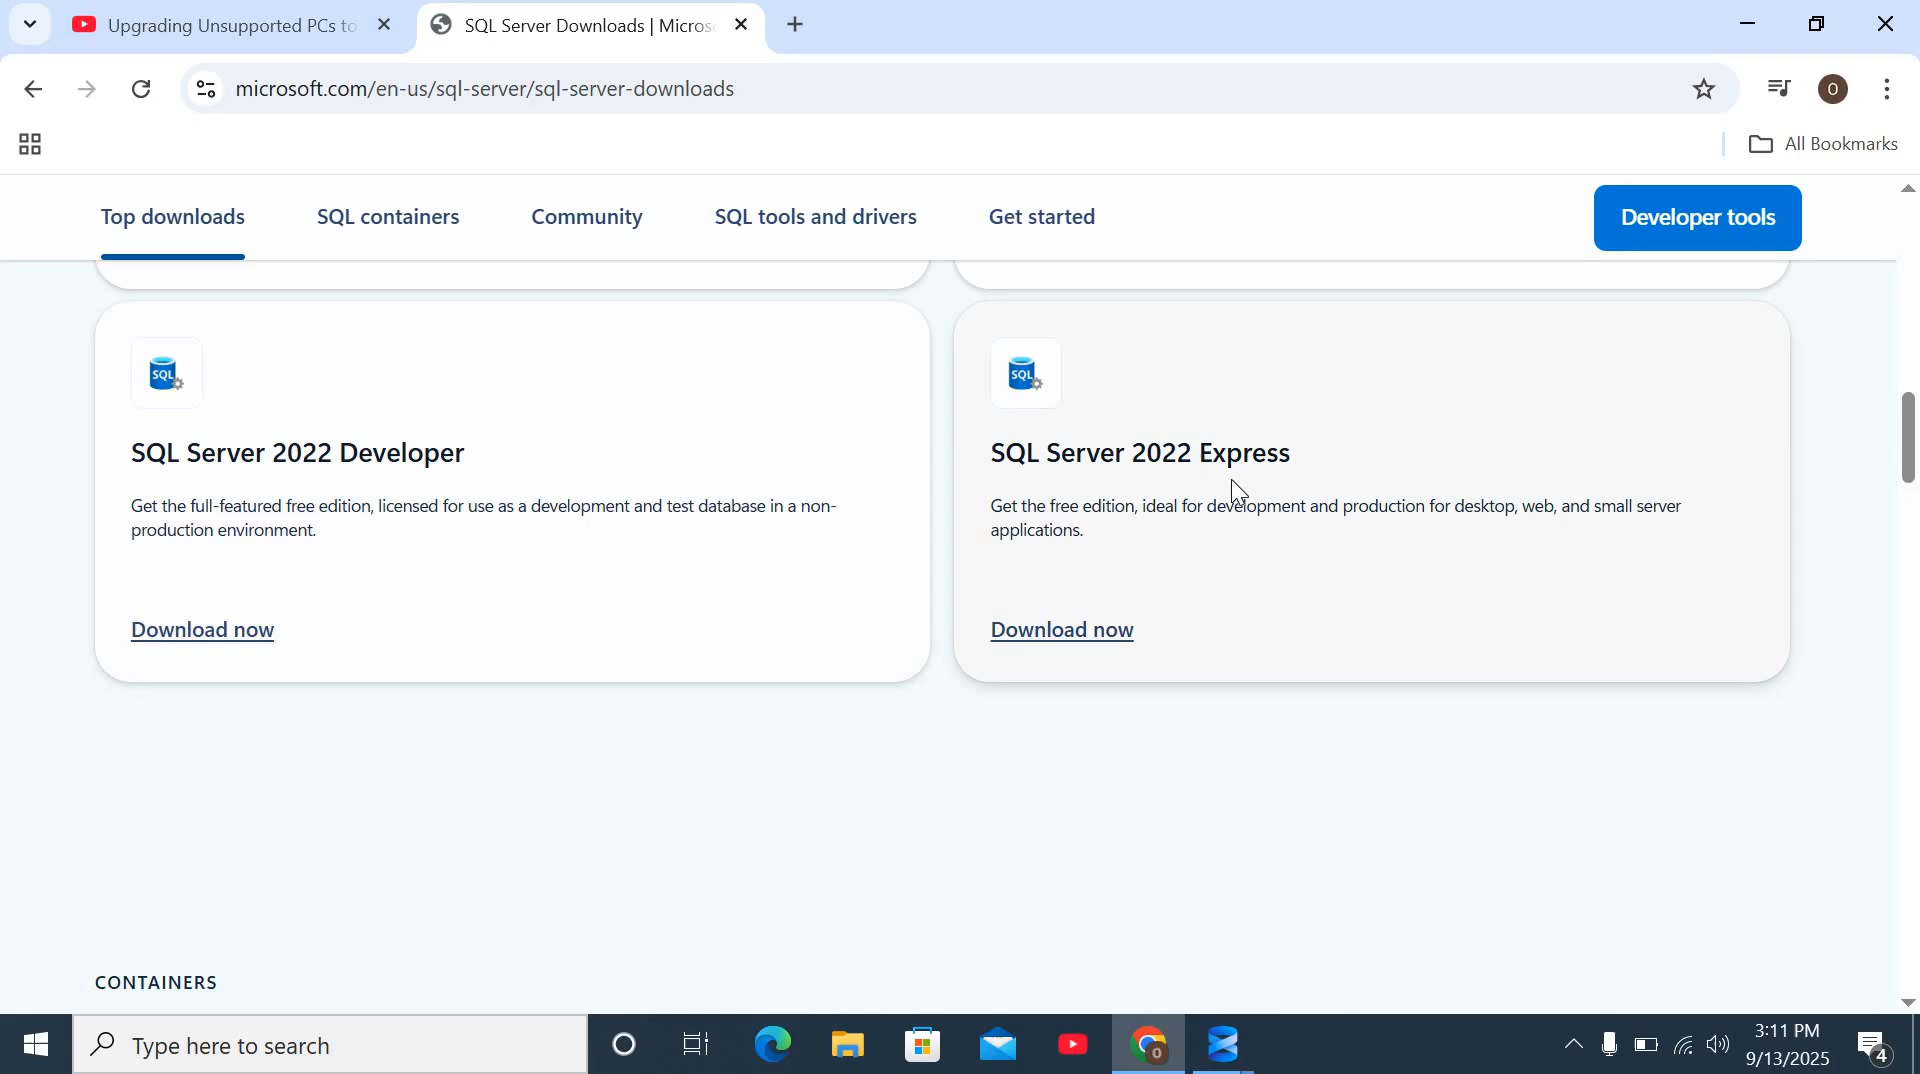 Upgrading Unsupported PCs to
SQL Server Downloads | Micros
microsoft.com/en-us/sql-server/sql-server-downloads
O
All Bookmarks
Top downloads
SQL containers
Community
SQL tools and drivers
Get started
Developer tools
SQL
SQL Server 2022 Developer
Get the full-featured free edition, licensed for use as a development and test database in a non-
production environment.
Download now
SQL
SQL Server 2022 Express
Get the free edition, ideal for development and production for desktop, web, and small server
applications.
Download now
CONTAINERS
Type here to search
O
3:11 PM
9/13/2025
4